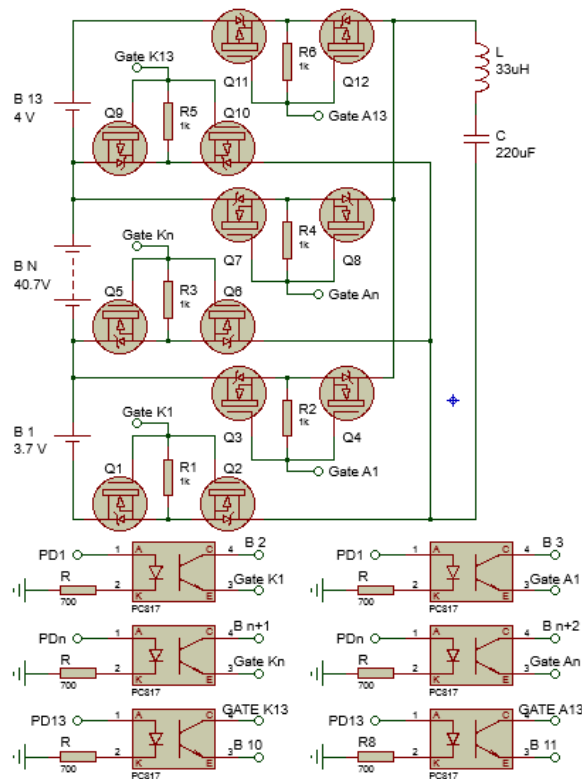 Q11
Q12
R6
1k
Gate A13
L
33uH
Gate K13
B 13
4 V
Q9
R5
1k
Q10
C
220uF
Q7
R4
1k
Q8
Gate An
Gate Kn
B N
40.7V
Q5
R3
1k
Q6
Q3
R2
1k
Q4
Gate A1
Gate K1
B 1
3.7 V
Q1
R1
1k
Q2
PD1 1 A C 4 B 2
R 700 2 K E 3 Gate K1
PC817
PD1 1 A C 4 B 3
R 700 2 K E 3 Gate A1
PC817
PDn 1 A C 4 B n+1
R 700 2 K E 3 Gate Kn
PC817
PDn 1 A C 4 B n+2
R 700 2 K E 3 Gate An
PC817
PD13 1 A C 4 GATE K13
R 700 2 K E 3 B 10
PC817
PD13 1 A C 4 GATE A13
R8 700 2 K E 3 B 11
PC817